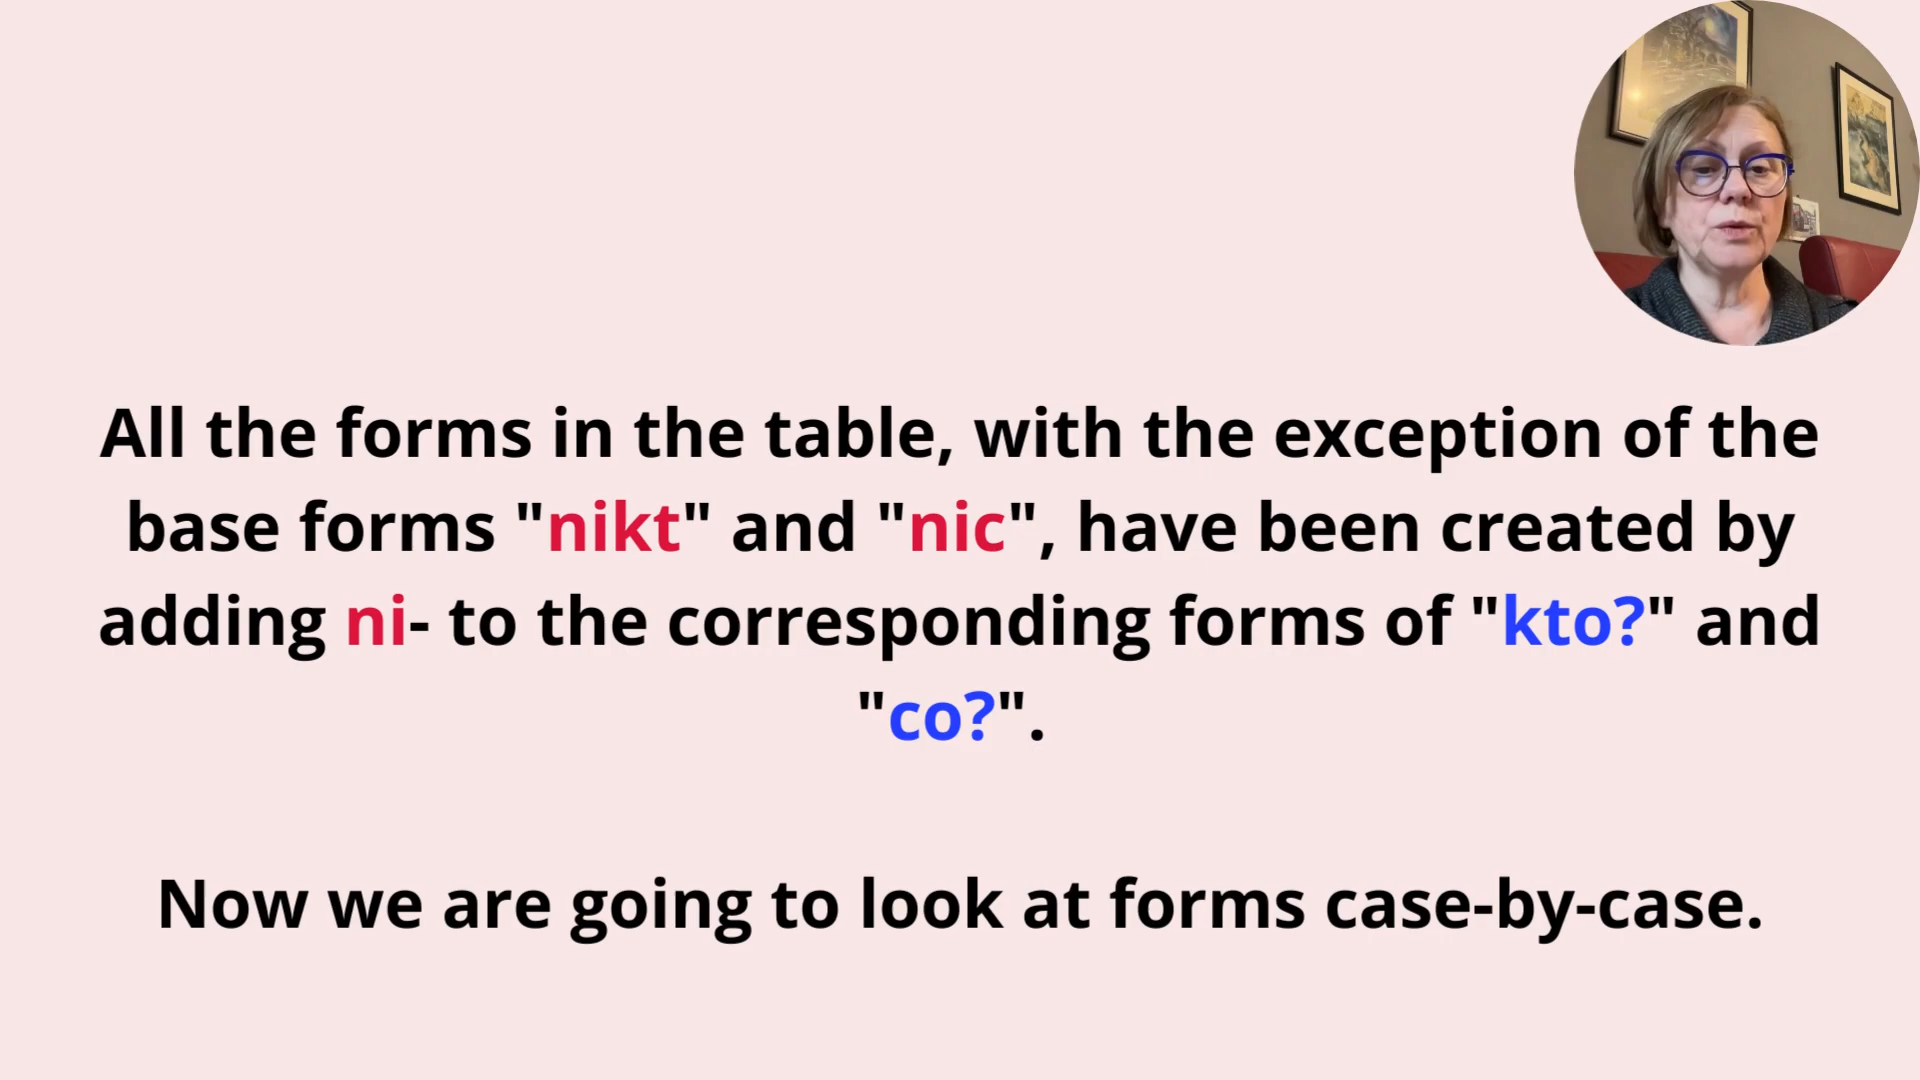 All the forms in the table, with the exception of the
base forms "nikt" and "nic", have been created by
adding ni- to the corresponding forms of "kto?" and
"co?".
Now we are going to look at forms case-by-case.